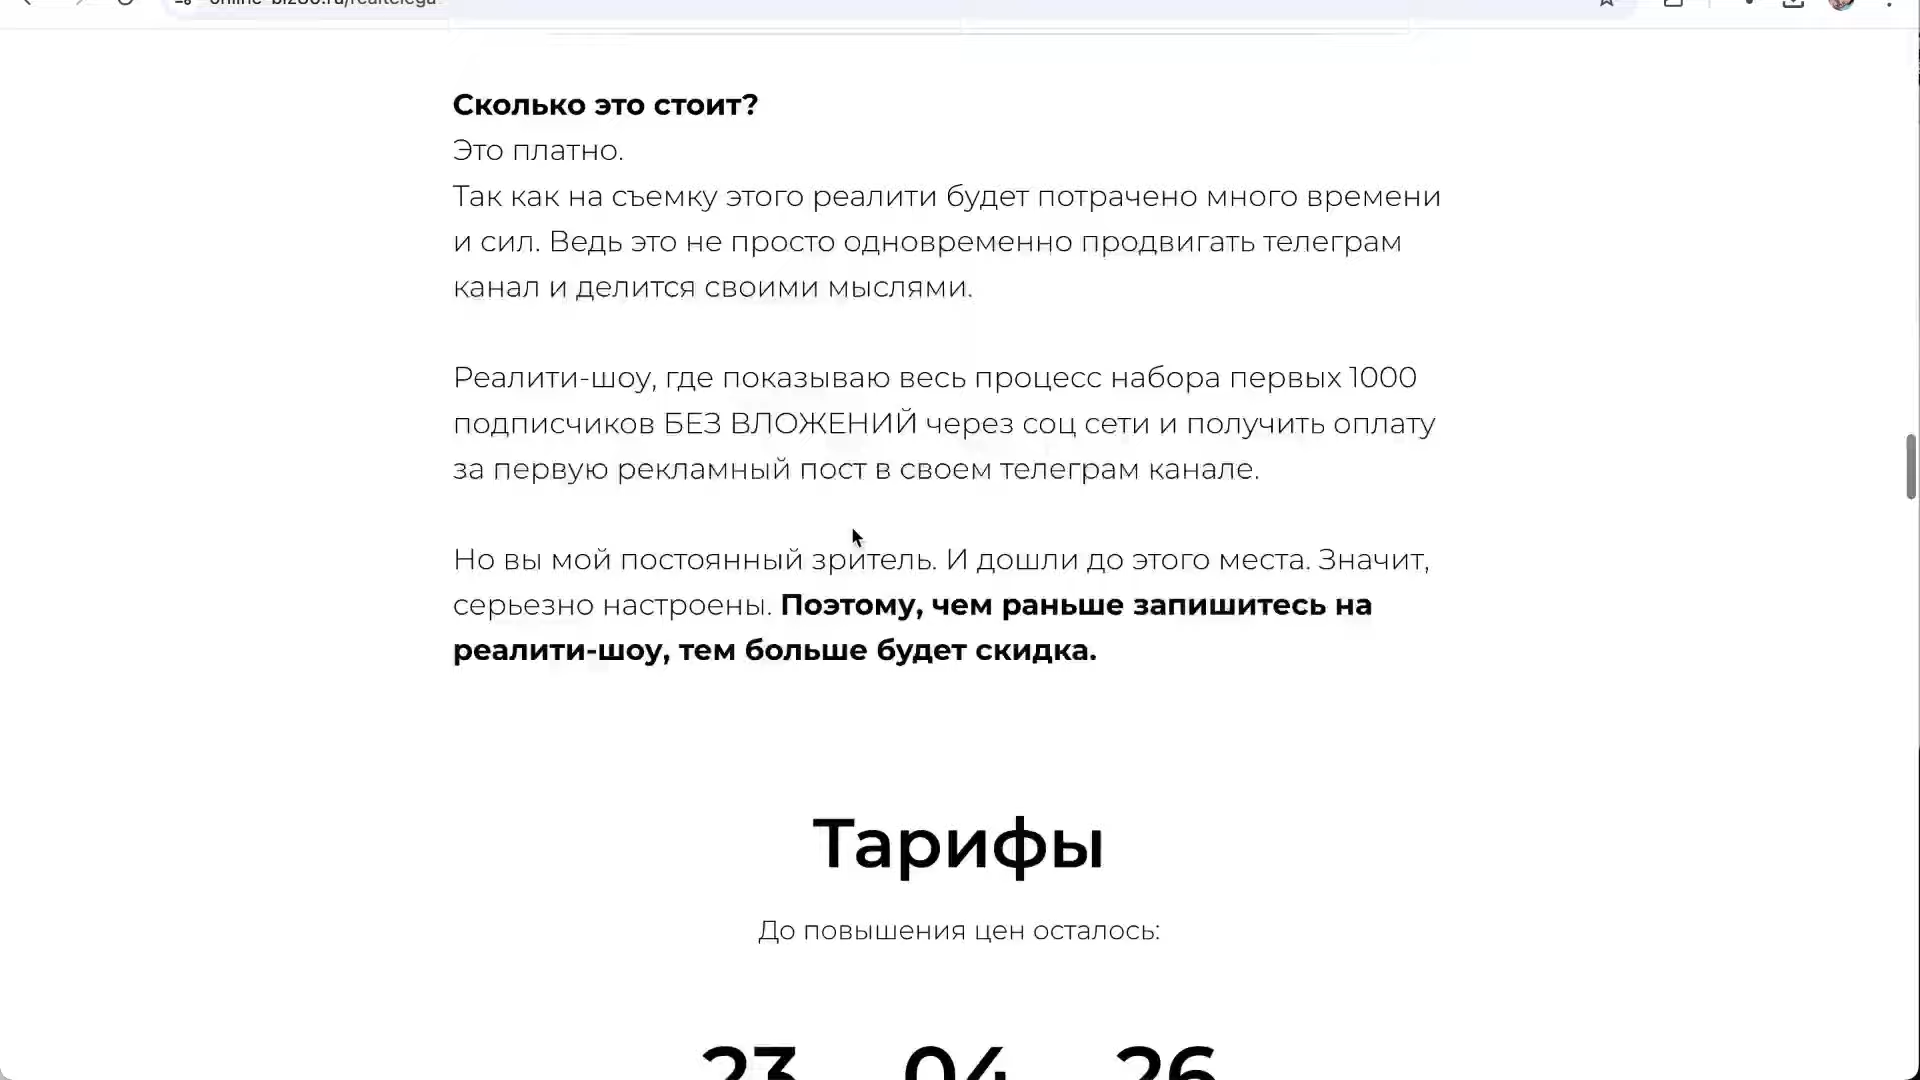 Сколько это стоит?
Это платно.
Так как на съемку этого реалити будет потрачено много времени
и сил. Ведь это не просто одновременно продвигать телеграм
канал и делится своими мыслями.
Реалити-шоу, где показываю весь процесс набора первых 1000
подписчиков БЕЗ ВЛОЖЕНИЙ через соц сети и получить оплату
за первую рекламный пост в своем телеграм канале.
Но вы мой постоянный зритель. И дошли до этого места. Значит,
серьезно настроены. Поэтому, чем раньше запишитесь на
реалити-шоу, тем больше будет скидка.
Тарифы
До повышения цен осталось:
23 04 26